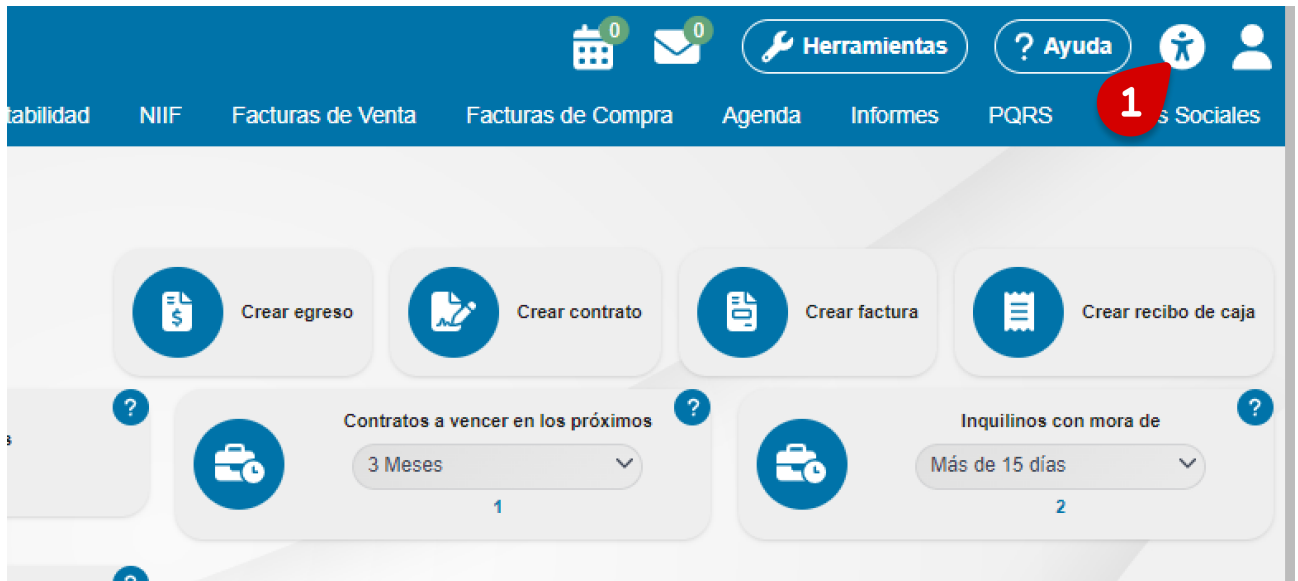 0
0
Herramientas
? Ayuda
1
tabilidad NIIF Facturas de Venta Facturas de Compra Agenda Informes PQRS s Sociales
$
Crear egreso
Crear contrato
Crear factura
Crear recibo de caja
?
s
Contratos a vencer en los próximos
?
3 Meses
1
Inquilinos con mora de
?
Más de 15 días
2
?